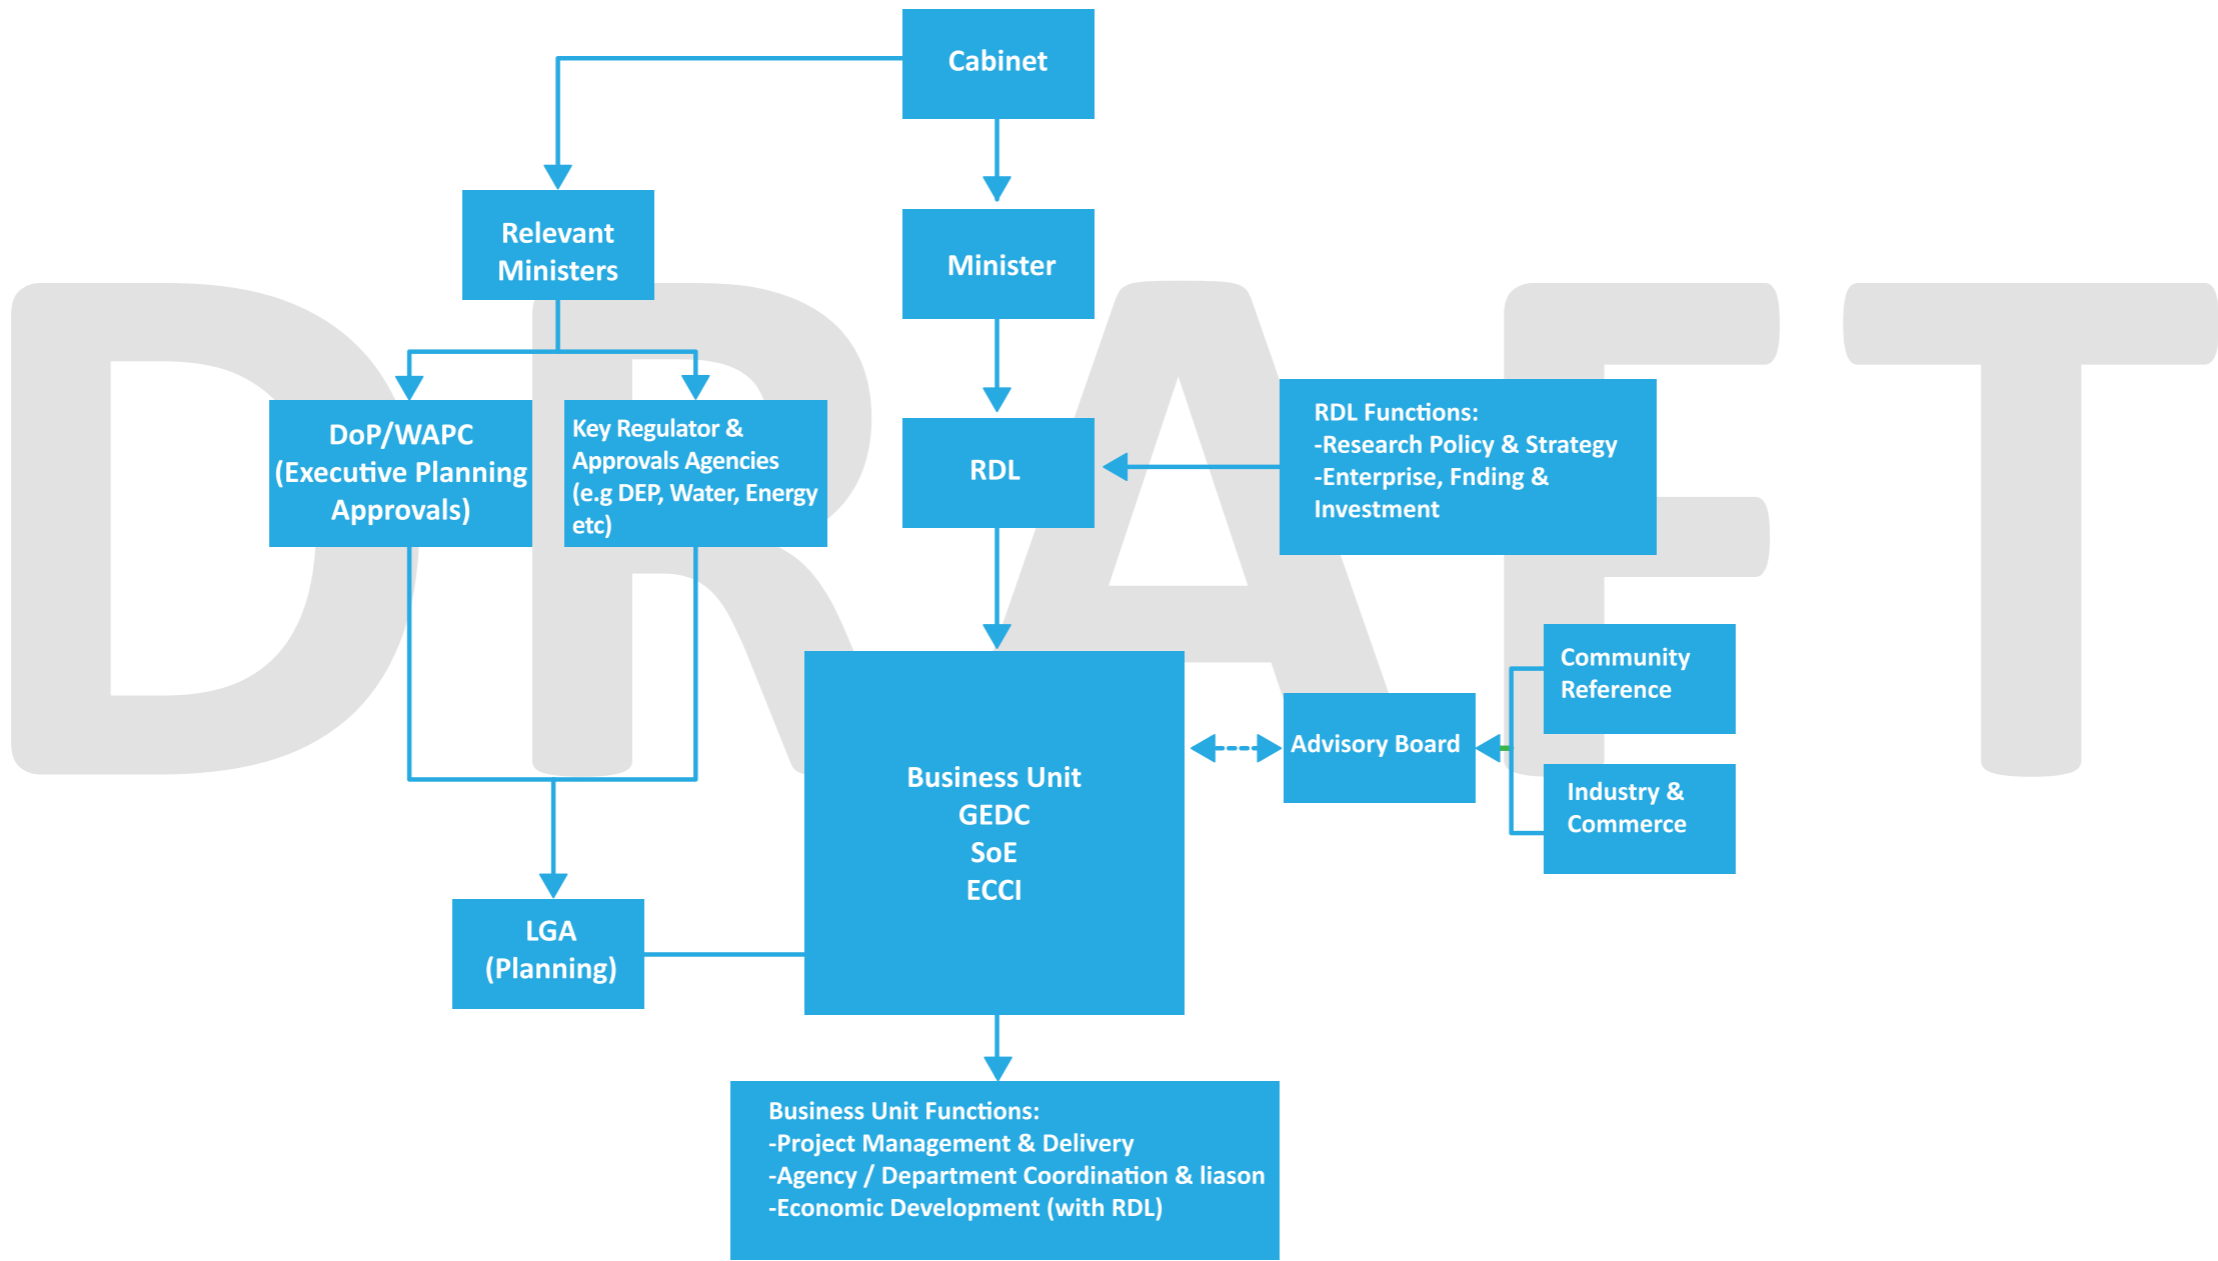 Cabinet
Relevant
Ministers
Minister
DoP/WAPC
(Executive Planning
Approvals)
Key Regulator &
Approvals Agencies
(e.g DEP, Water, Energy
etc)
RDL
RDL Functions:
-Research Policy & Strategy
-Enterprise, Fnding &
Investment
Community
Reference
Advisory Board
Industry &
Commerce
Business Unit
GEDC
SoE
ECCI
LGA
(Planning)
Business Unit Functions:
-Project Management & Delivery
-Agency / Department Coordination & liason
-Economic Development (with RDL)
DRAFT